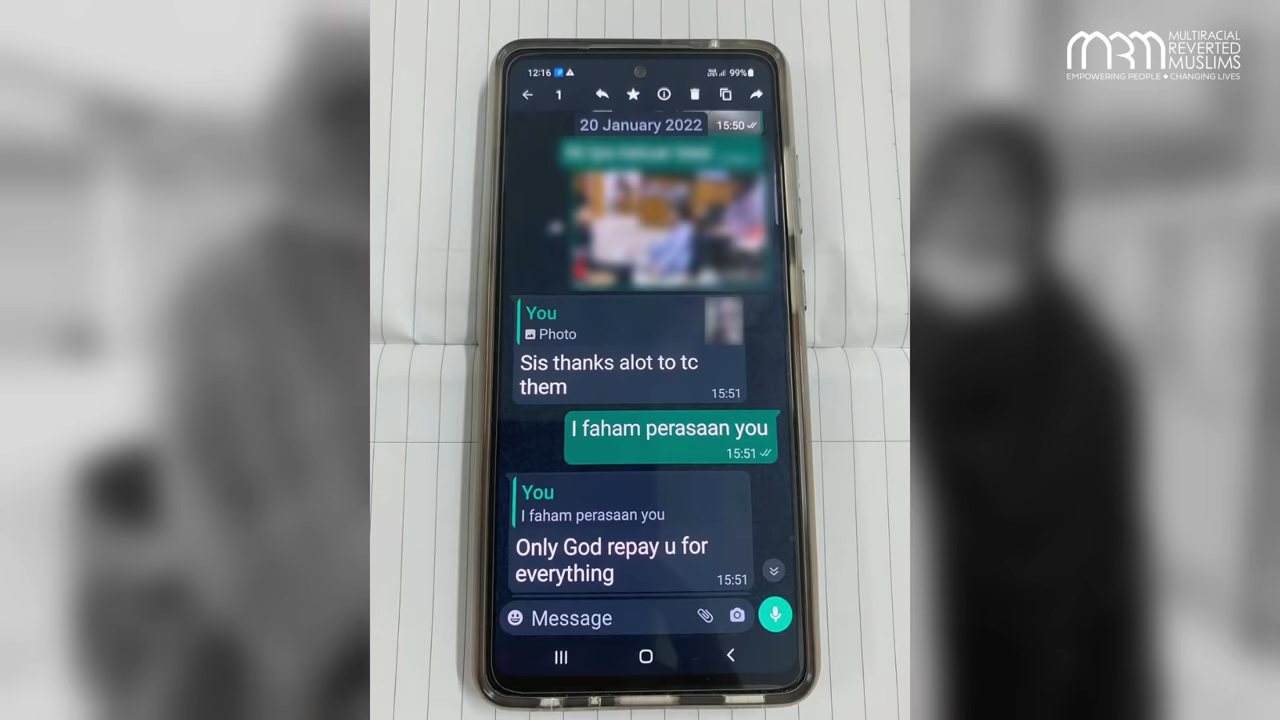 MRM
MULTIRACIAL
REVERTED
MUSLIMS
EMPOWERING PEOPLE ✦ CHANGING LIVES
12:16
99%
1
20 January 2022
15:50
You
Photo
Sis thanks alot to tc
them
15:51
I faham perasaan you
15:51
You
I faham perasaan you
Only God repay u for
everything
15:51
Message